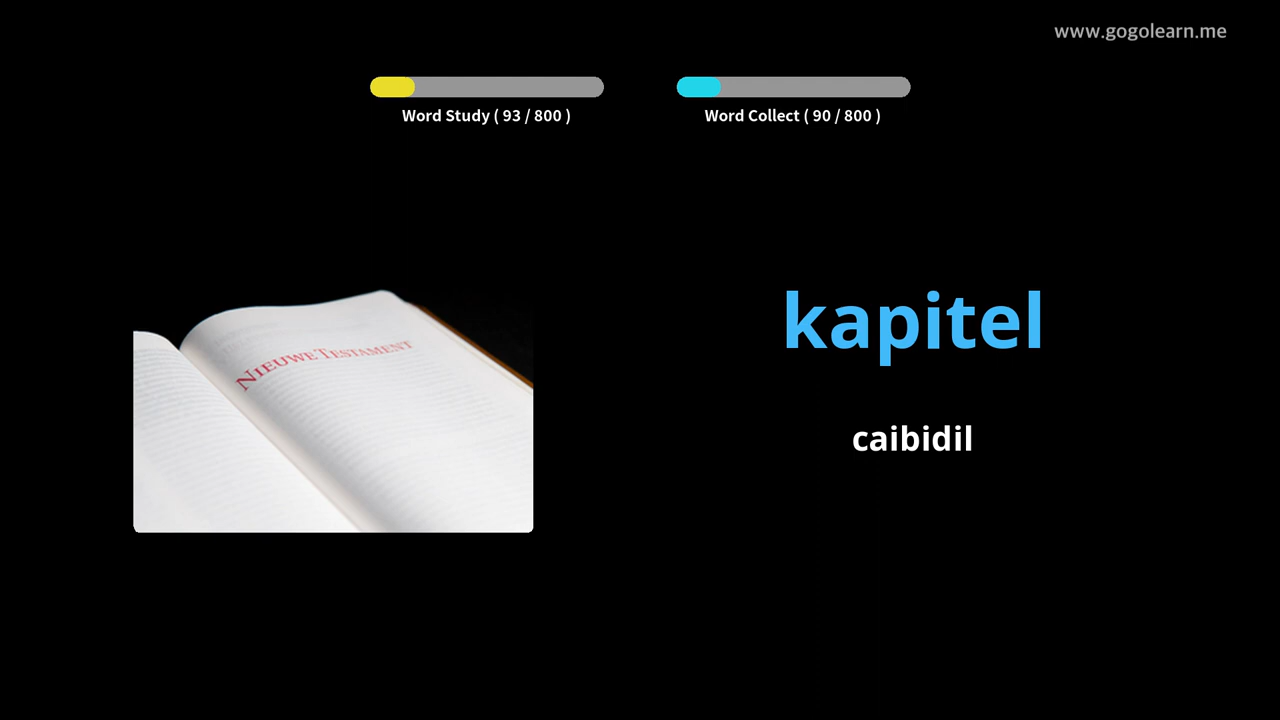 www.gogolearn.me
Word Study ( 93 / 800 )
Word Collect ( 90 / 800 )
NIEUWE TESTAMENT
kapitel
caibidil